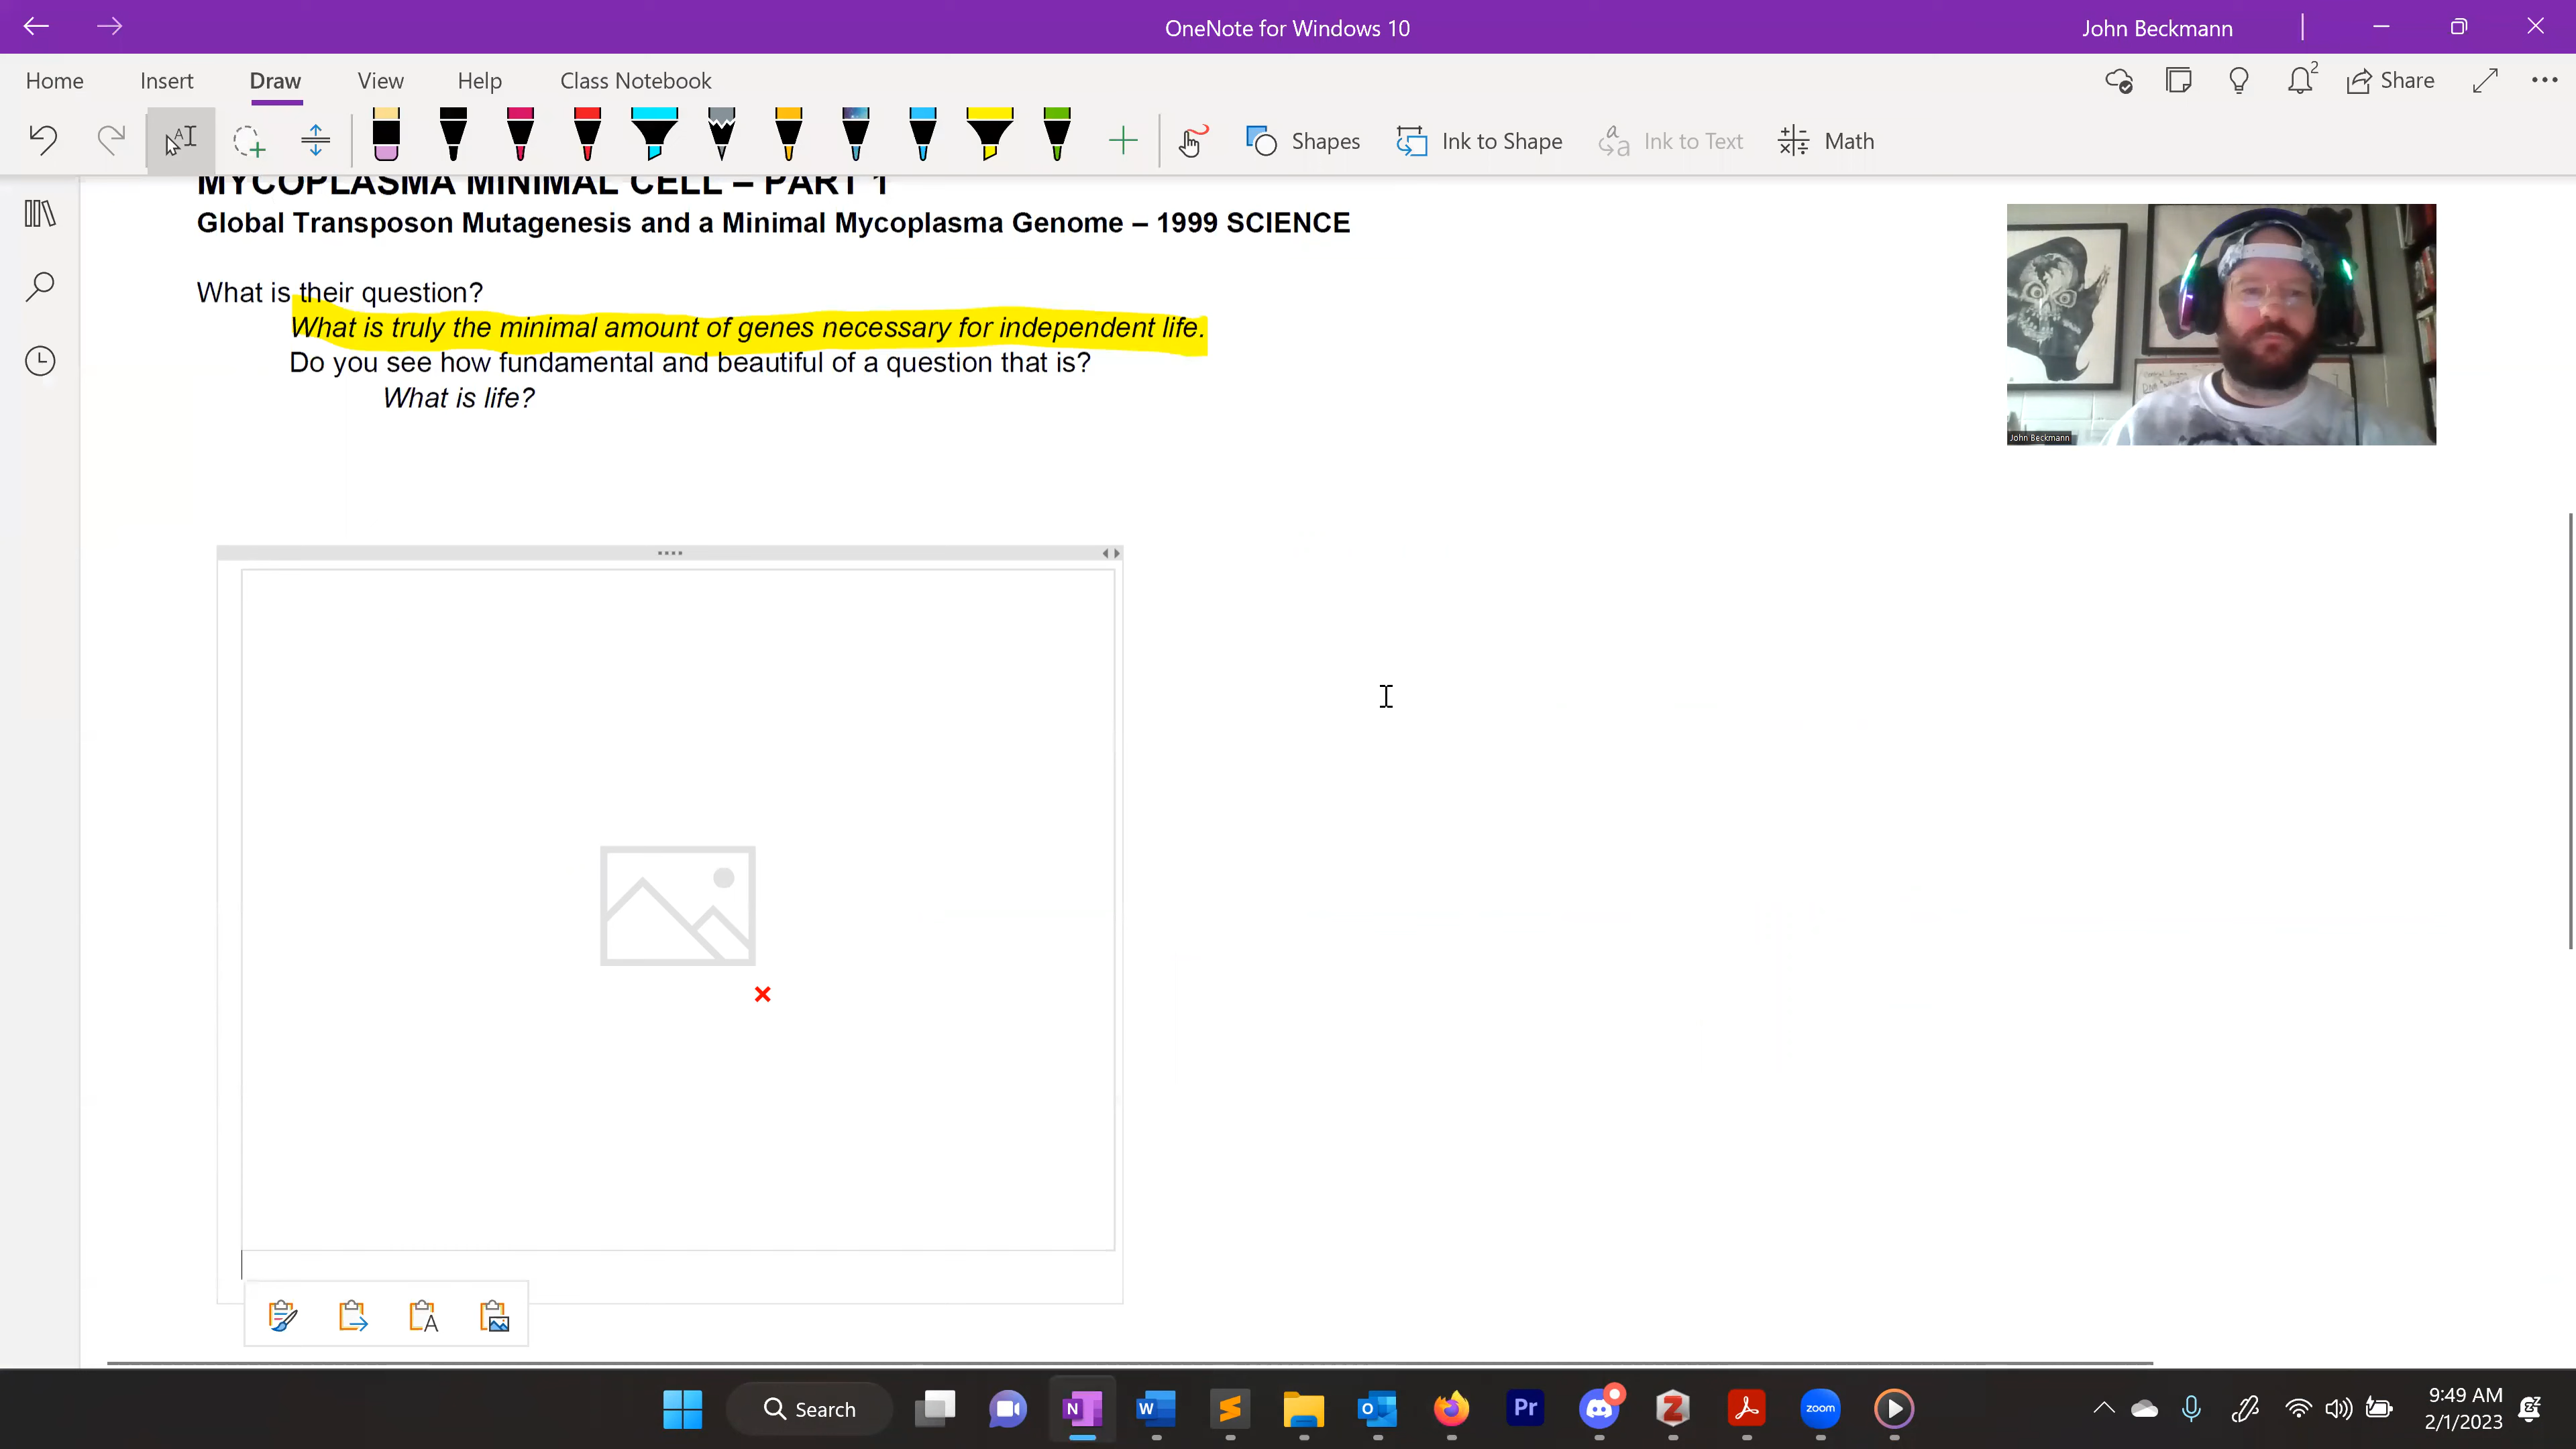 OneNote for Windows 10
John Beckmann
Home Insert Draw View Help Class Notebook
2
Share
Shapes Ink to Shape Ink to Text Math
MYCOPLASMA MINIMAL CELL – PART 1
Global Transposon Mutagenesis and a Minimal Mycoplasma Genome – 1999 SCIENCE
What is their question?
What is truly the minimal amount of genes necessary for independent life.
Do you see how fundamental and beautiful of a question that is?
What is life?
John Beckmann
Search
zoom
9:49 AM
2/1/2023